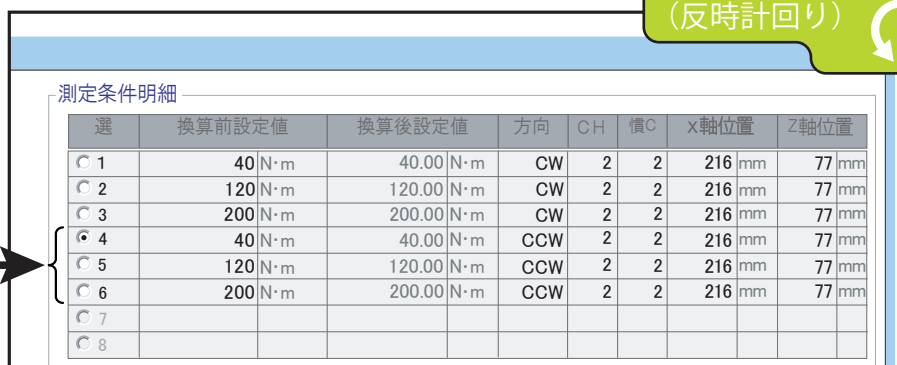 （反時計回り）
測定条件明細
選 換算前設定値 換算後設定値 方向 CH 慣C X軸位置 Z軸位置
1 40 N・m 40.00 N・m CW 2 2 216 mm 77 mm
2 120 N・m 120.00 N・m CW 2 2 216 mm 77 mm
3 200 N・m 200.00 N・m CW 2 2 216 mm 77 mm
4 40 N・m 40.00 N・m CCW 2 2 216 mm 77 mm
5 120 N・m 120.00 N・m CCW 2 2 216 mm 77 mm
6 200 N・m 200.00 N・m CCW 2 2 216 mm 77 mm
7
8